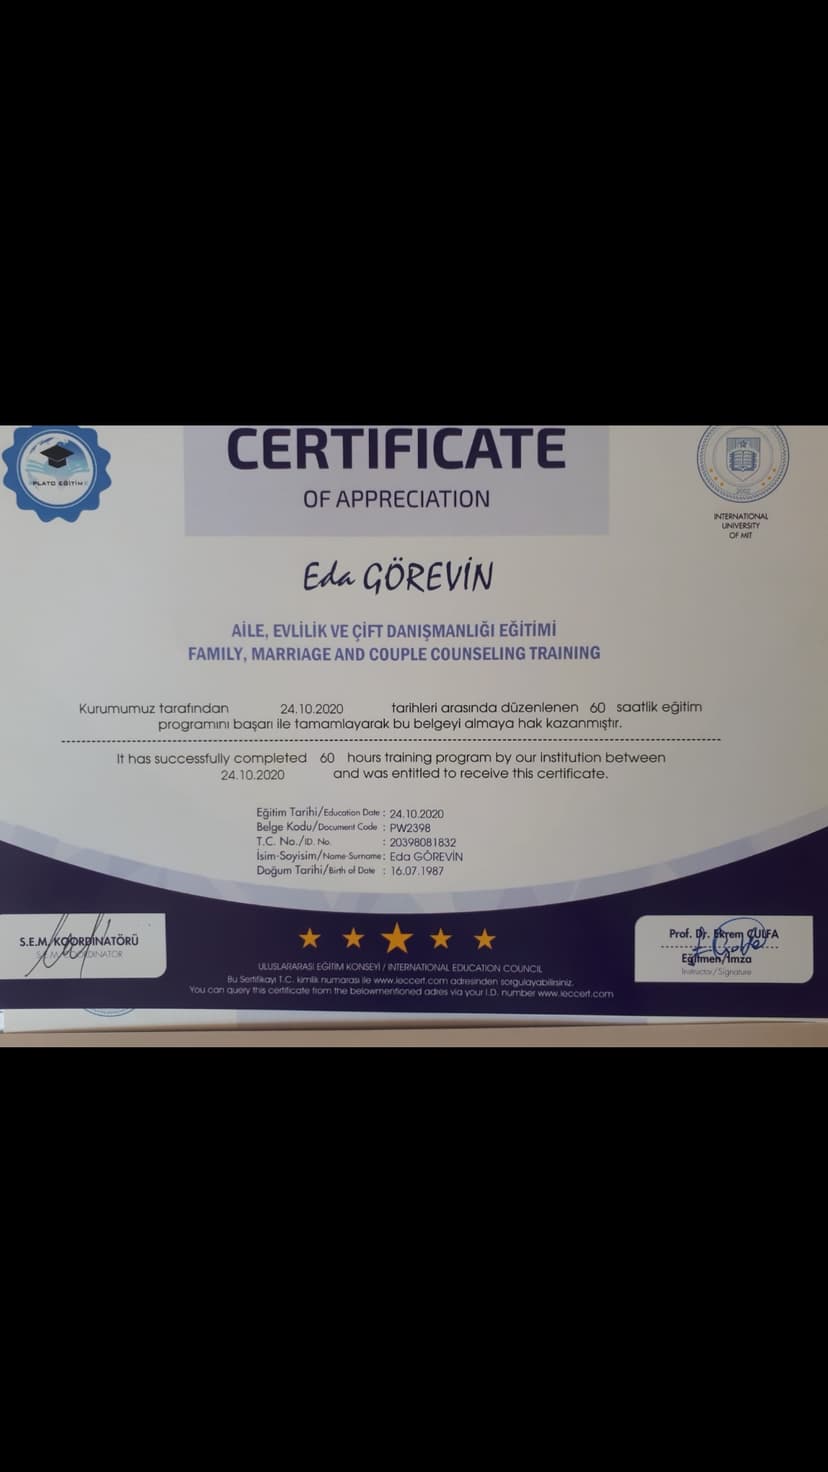 CERTIFICATE
OF APPRECIATION
PLATO EĞİTİM
2002
INTERNATIONAL
UNIVERSITY
OF MIT
Eda GÖREVİN
AİLE, EVLİLİK VE ÇİFT DANIŞMANLIĞI EĞİTİMİ
FAMILY, MARRIAGE AND COUPLE COUNSELING TRAINING
Kurumumuz tarafından 24.10.2020 tarihleri arasında düzenlenen 60 saatlik eğitim
programını başarı ile tamamlayarak bu belgeyi almaya hak kazanmıştır.
It has successfully completed 60 hours training program by our institution between
24.10.2020 and was entitled to receive this certificate.
Eğitim Tarihi/Education Date : 24.10.2020
Belge Kodu/Document Code : PW2398
T.C. No./ID. No. : 20398081832
İsim-Soyisim/Name-Surname : Eda GÖREVİN
Doğum Tarihi/Birth of Date : 16.07.1987
S.E.M. KOORDİNATÖRÜ
S.E.M. COORDINATOR
ULUSLARARASI EĞİTİM KONSEYİ / INTERNATIONAL EDUCATION COUNCIL
Bu Sertifikayı T.C. kimlik numarası ile www.ieccert.com adresinden sorgulayabilirsiniz.
You can query this certificate from the belowmentioned adres via your I.D. number www.ieccert.com
Prof. Dr. Ekrem ÇULFA
Eğitmen/İmza
Instructor/Signature